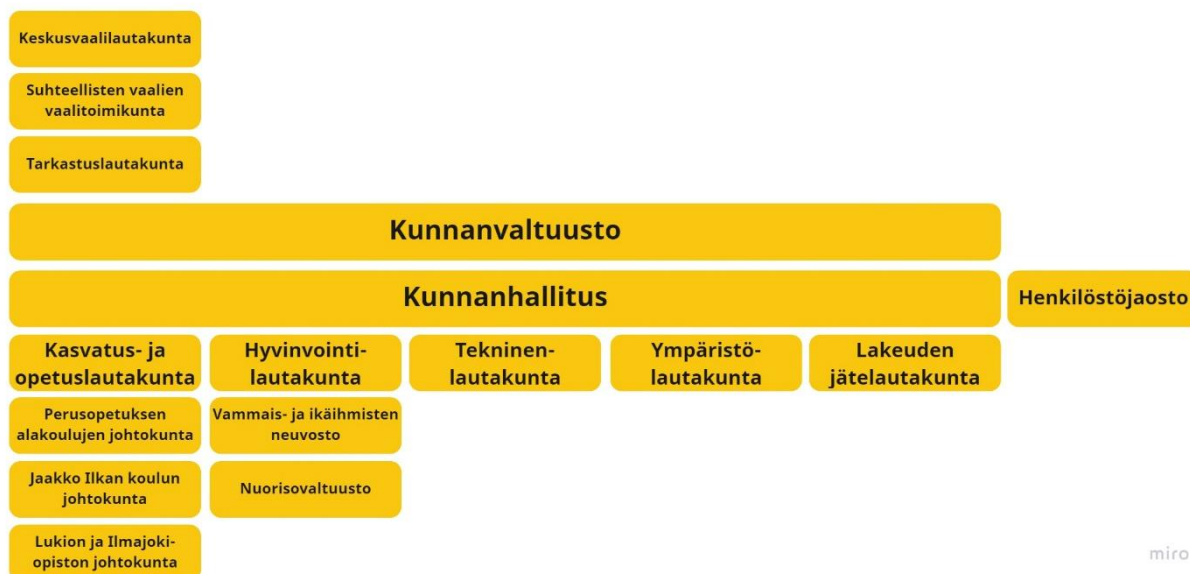 Keskusvaalilautakunta
Suhteellisten vaalien
vaalitoimikunta
Tarkastuslautakunta
Kunnanvaltuusto
Kunnanhallitus
Henkilöstöjaosto
Kasvatus- ja
opetuslautakunta
Hyvinvointi-
lautakunta
Tekninen-
lautakunta
Ympäristö-
lautakunta
Lakeuden
jätelautakunta
Perusopetuksen
alakoulujen johtokunta
Vammais- ja ikäihmisten
neuvosto
Jaakko Ilkan koulun
johtokunta
Nuorisovaltuusto
Lukion ja Ilmajoki-
opiston johtokunta
miro